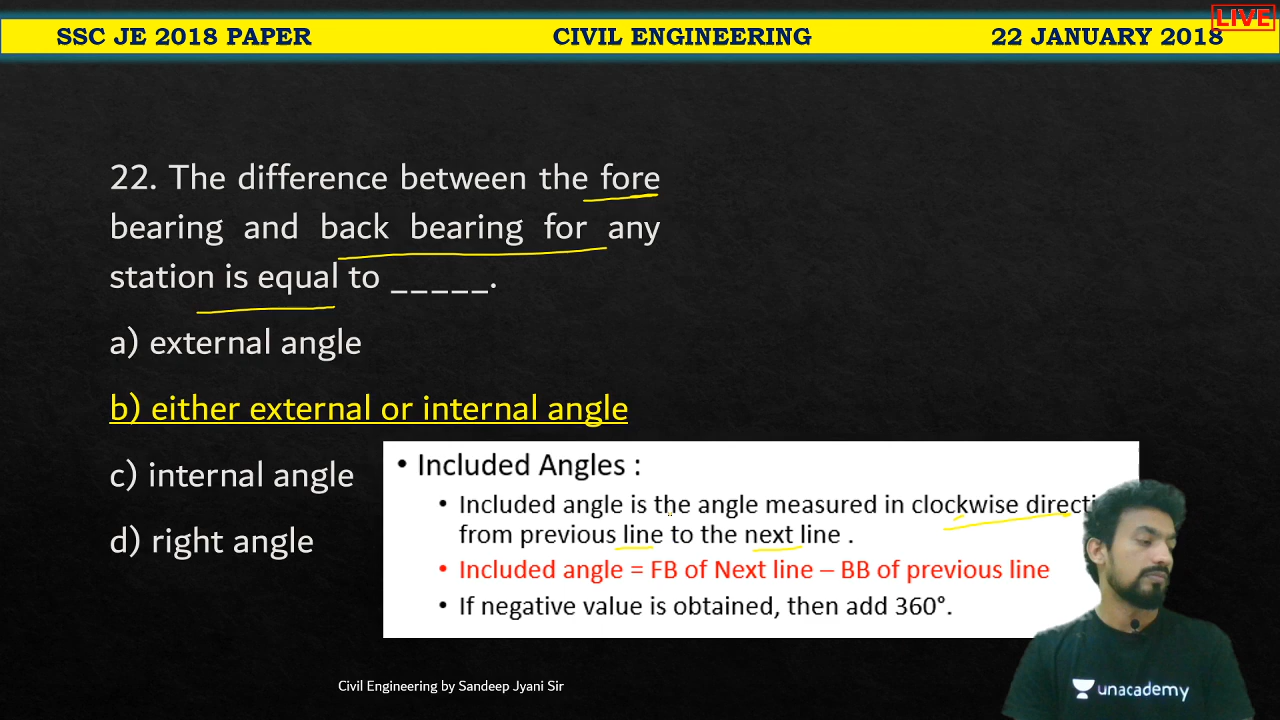 LIVE
SSC JE 2018 PAPER CIVIL ENGINEERING 22 JANUARY 2018
22. The difference between the fore
bearing and back bearing for any
station is equal to _____.
a) external angle
b) either external or internal angle
c) internal angle
d) right angle
• Included Angles :
• Included angle is the angle measured in clockwise directi
from previous line to the next line .
• Included angle = FB of Next line – BB of previous line
• If negative value is obtained, then add 360°.
Civil Engineering by Sandeep Jyani Sir
unacademy